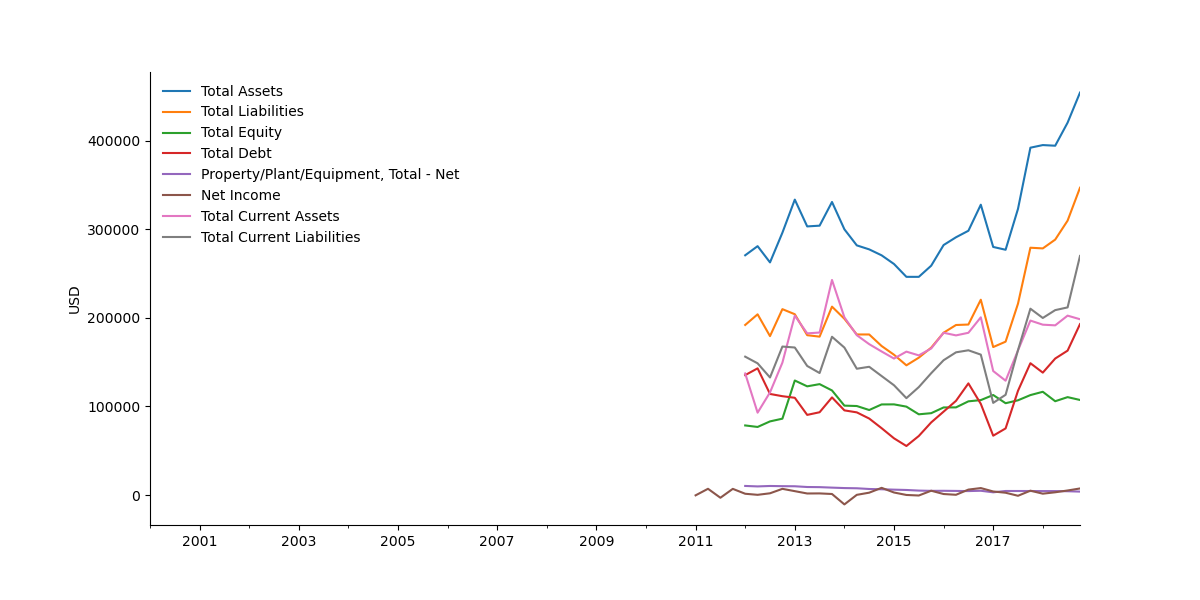 Total Assets
Total Liabilities
Total Equity
Total Debt
Property/Plant/Equipment, Total - Net
Net Income
Total Current Assets
Total Current Liabilities
USD
400000
300000
200000
100000
0
2001 2003 2005 2007 2009 2011 2013 2015 2017